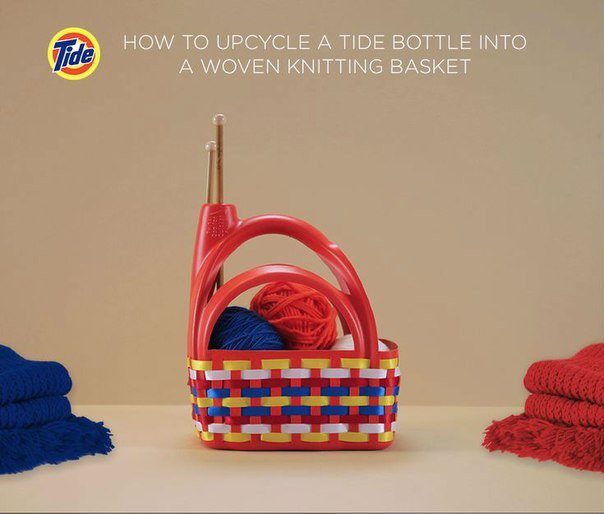 Tide
HOW TO UPCYCLE A TIDE BOTTLE INTO
A WOVEN KNITTING BASKET